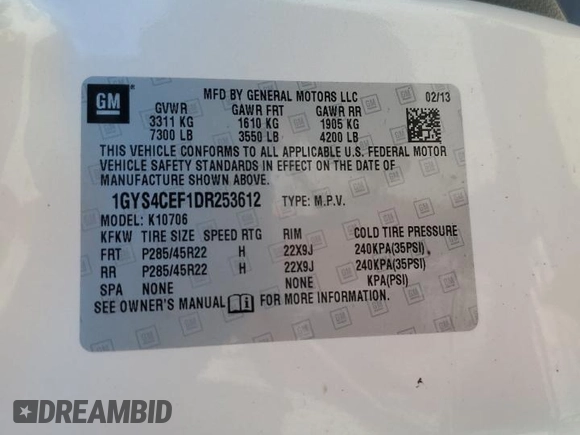 GM
MFD BY GENERAL MOTORS LLC 02/13
GVWR GAWR FRT GAWR RR
3311 KG 1610 KG 1905 KG
7300 LB 3550 LB 4200 LB
THIS VEHICLE CONFORMS TO ALL APPLICABLE U.S. FEDERAL MOTOR
VEHICLE SAFETY STANDARDS IN EFFECT ON THE DATE OF
MANUFACTURE SHOWN ABOVE.
1GYS4CEF1DR253612 TYPE: M.P.V.
MODEL: K10706
KFKW TIRE SIZE SPEED RTG RIM COLD TIRE PRESSURE
FRT P285/45R22 H 22X9J 240KPA(35PSI)
RR P285/45R22 H 22X9J 240KPA(35PSI)
SPA NONE NONE KPA(PSI)
SEE OWNER'S MANUAL FOR MORE INFORMATION.
DREAMBID